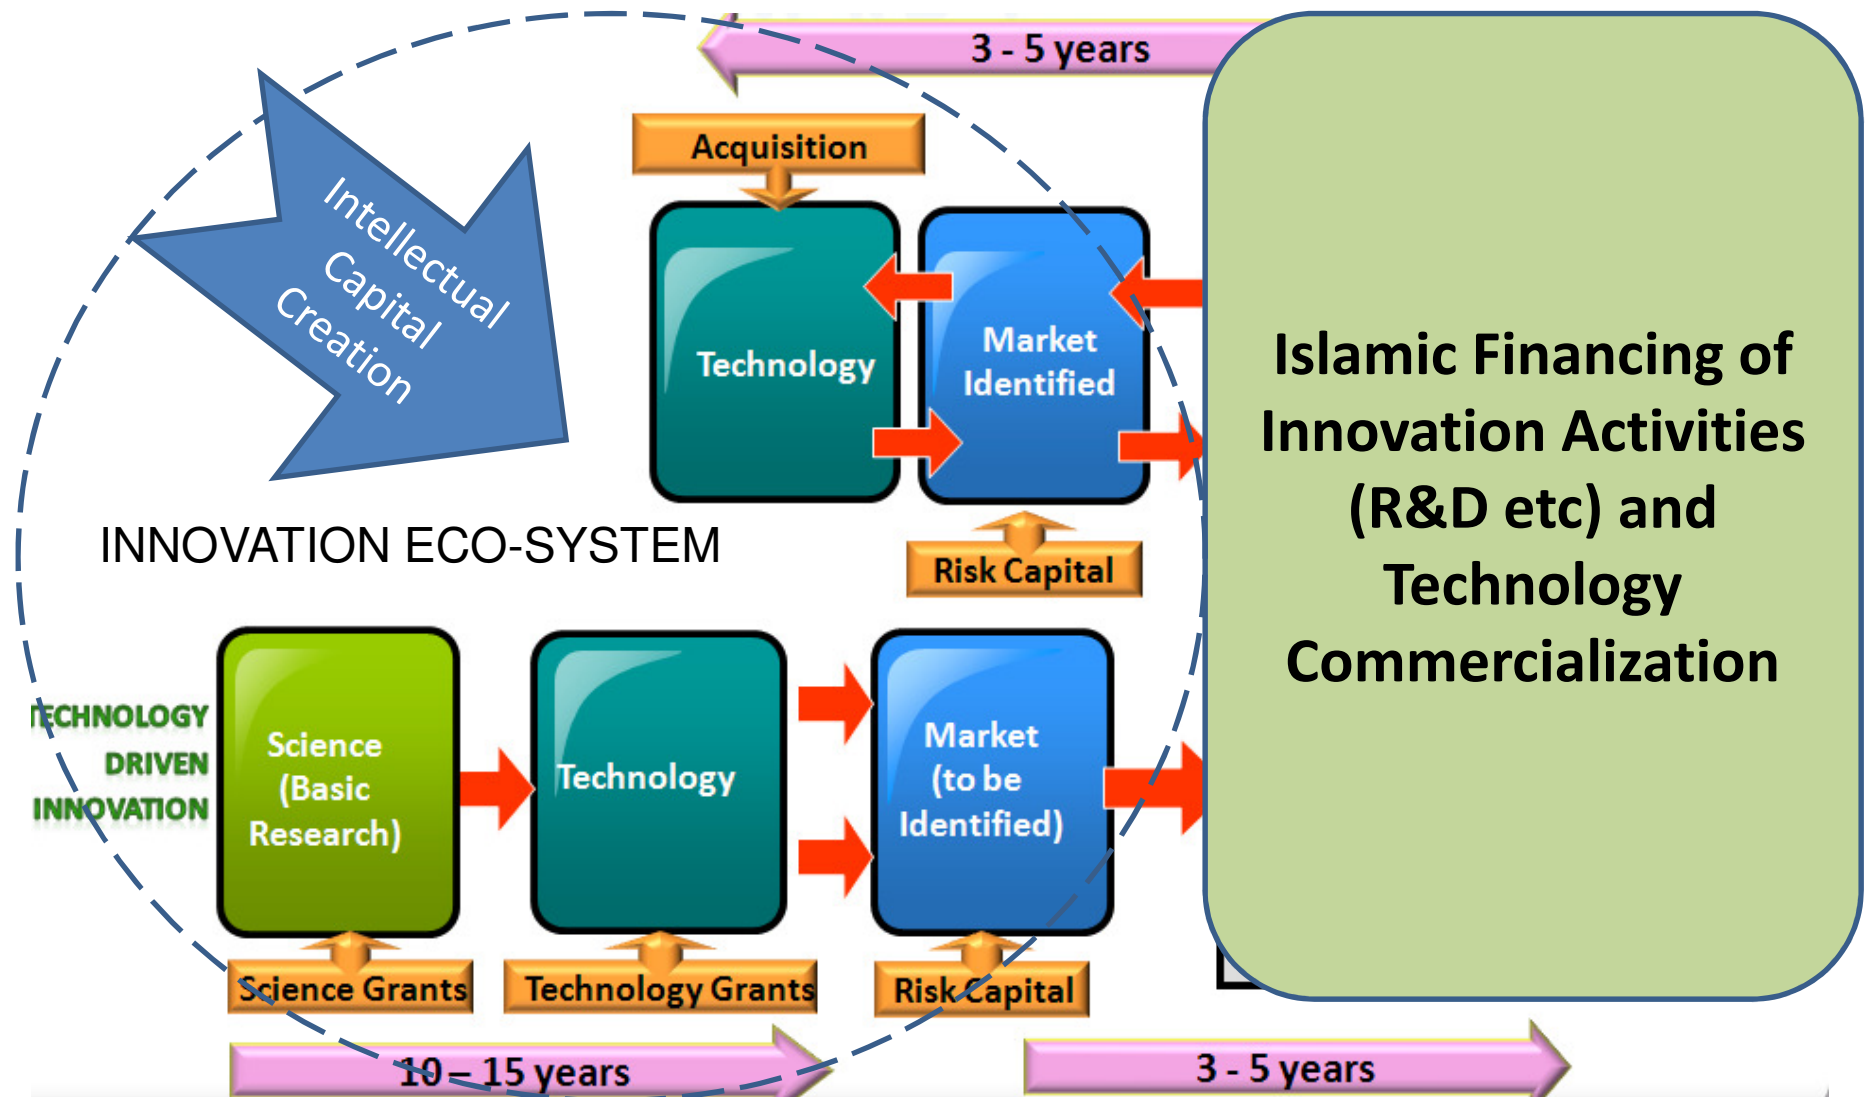 3 - 5 years
Acquisition
Intellectual
Capital
Creation
Technology
Market
Identified
Risk Capital
Islamic Financing of
Innovation Activities
(R&D etc) and
Technology
Commercialization
INNOVATION ECO-SYSTEM
TECHNOLOGY
DRIVEN
INNOVATION
Science
(Basic
Research)
Technology
Market
(to be
Identified)
Science Grants
Technology Grants
Risk Capital
10 – 15 years
3 - 5 years